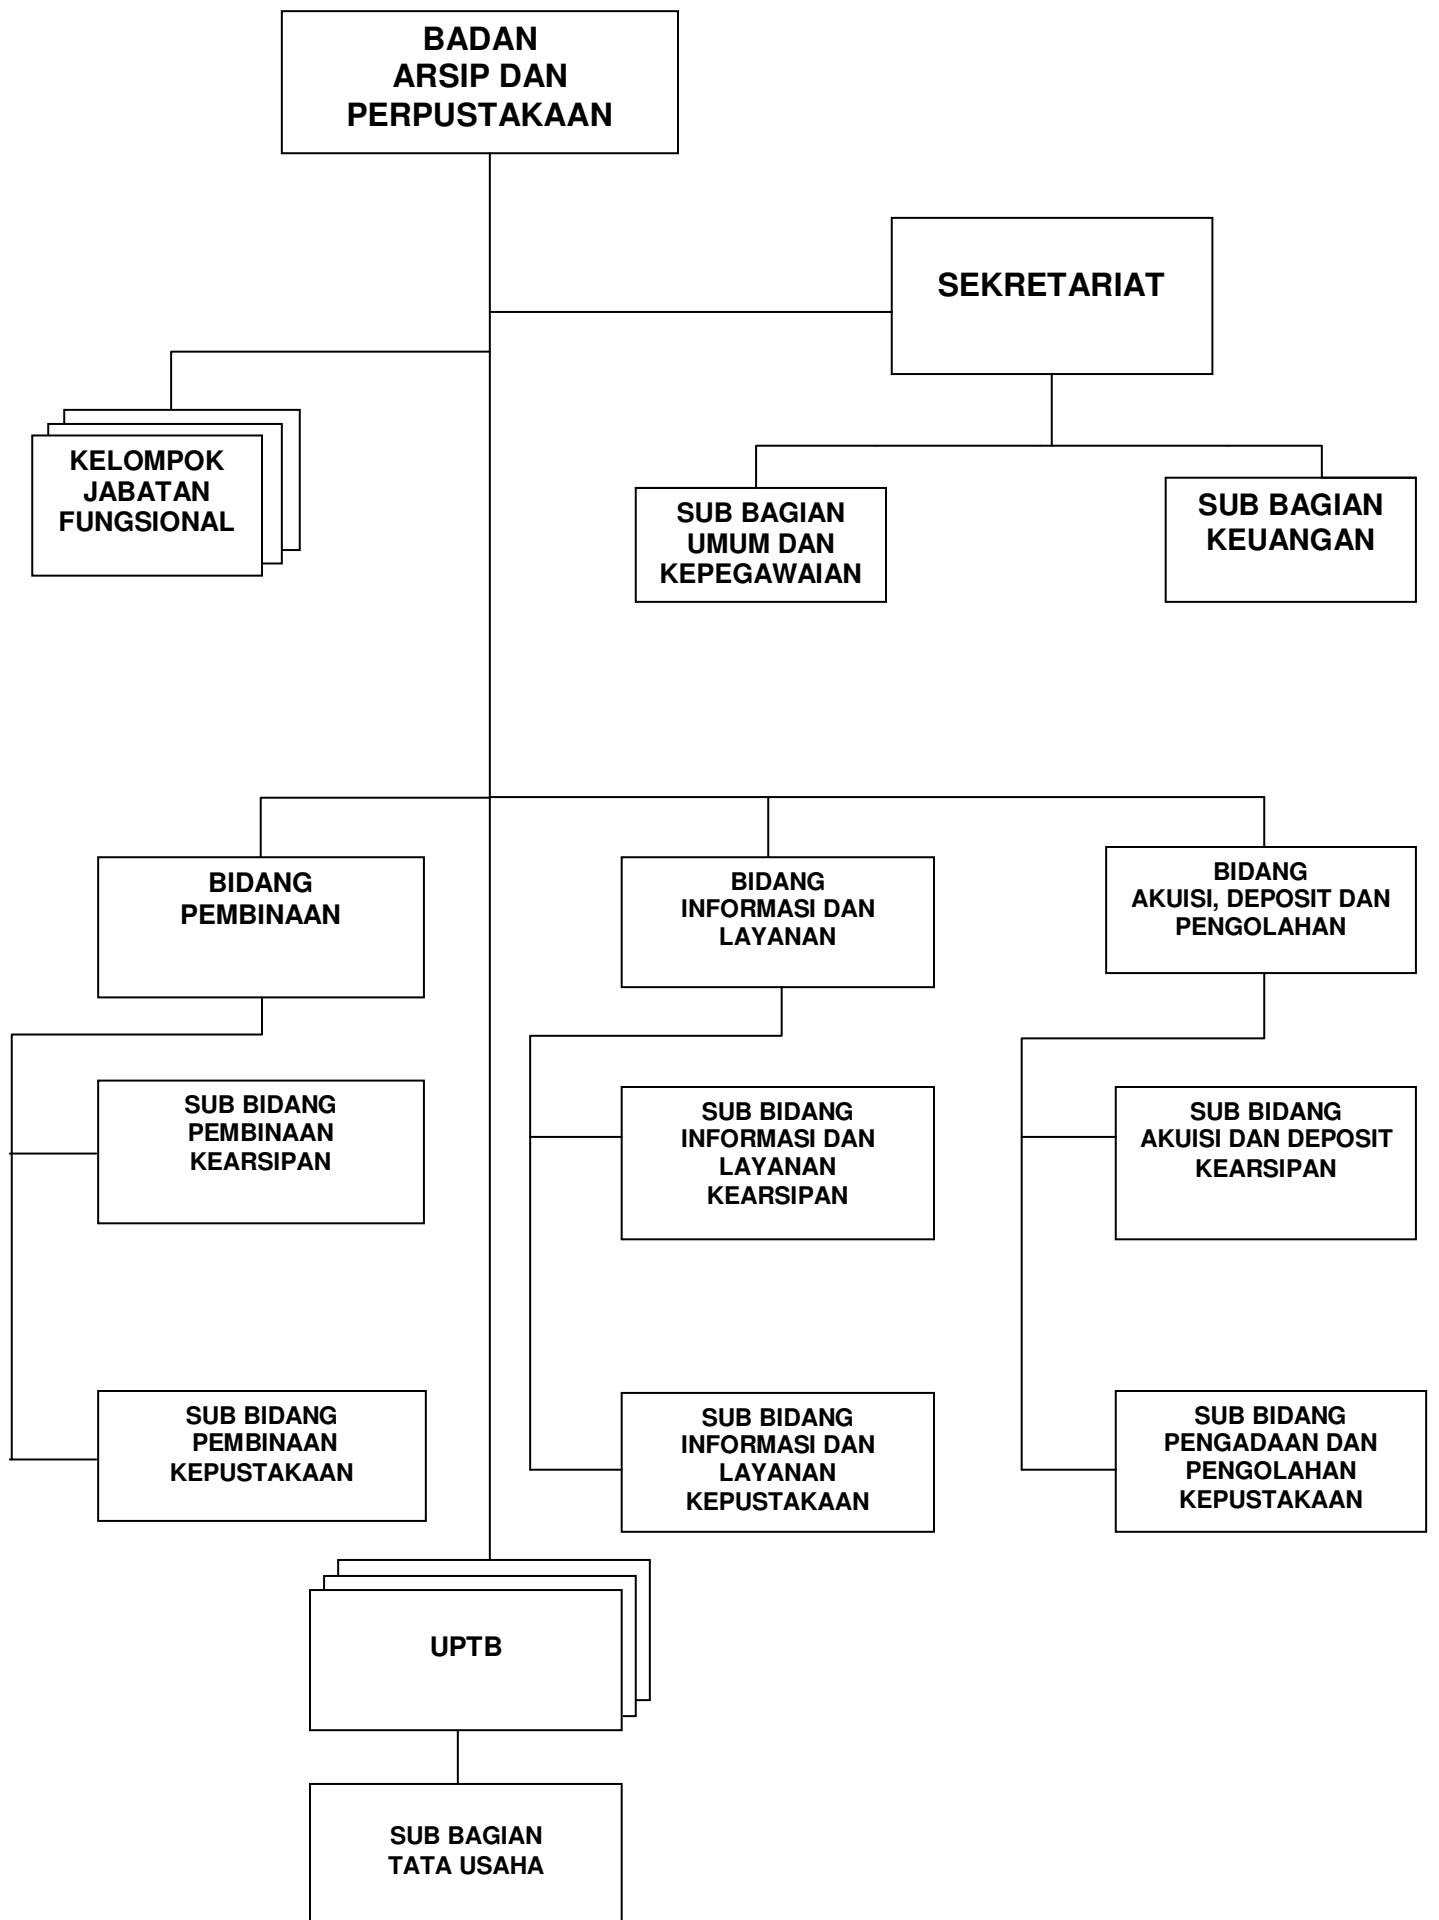 BADAN
ARSIP DAN
PERPUSTAKAAN
SEKRETARIAT
KELOMPOK
JABATAN
FUNGSIONAL
SUB BAGIAN
UMUM DAN
KEPEGAWAIAN
SUB BAGIAN
KEUANGAN
BIDANG
PEMBINAAN
BIDANG
INFORMASI DAN
LAYANAN
BIDANG
AKUISI, DEPOSIT DAN
PENGOLAHAN
SUB BIDANG
PEMBINAAN
KEARSIPAN
SUB BIDANG
INFORMASI DAN
LAYANAN
KEARSIPAN
SUB BIDANG
AKUISI DAN DEPOSIT
KEARSIPAN
SUB BIDANG
PEMBINAAN
KEPUSTAKAAN
SUB BIDANG
INFORMASI DAN
LAYANAN
KEPUSTAKAAN
SUB BIDANG
PENGADAAN DAN
PENGOLAHAN
KEPUSTAKAAN
UPTB
SUB BAGIAN
TATA USAHA